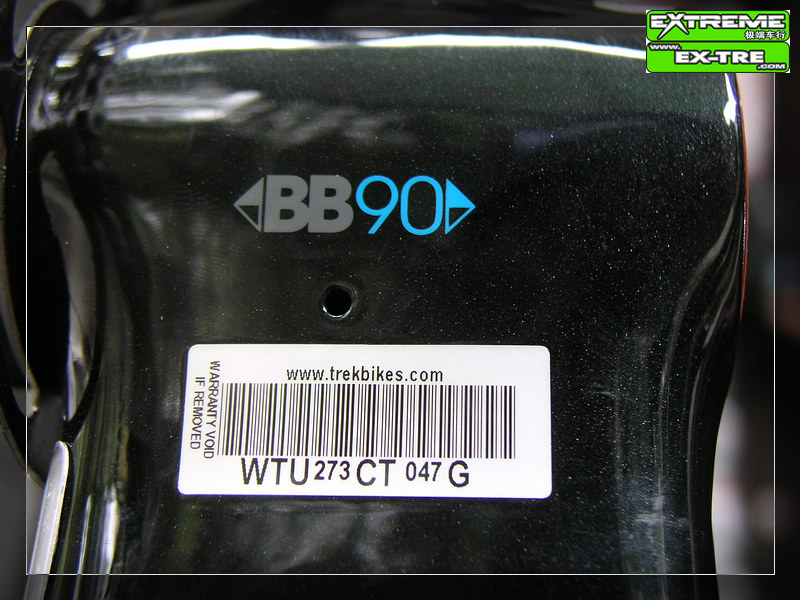 EXTREME
极端车行
www.
EX-TRE
.COM
BB90
www.trekbikes.com
WARRANTY VOID
IF REMOVED
WTU 273 CT 047 G